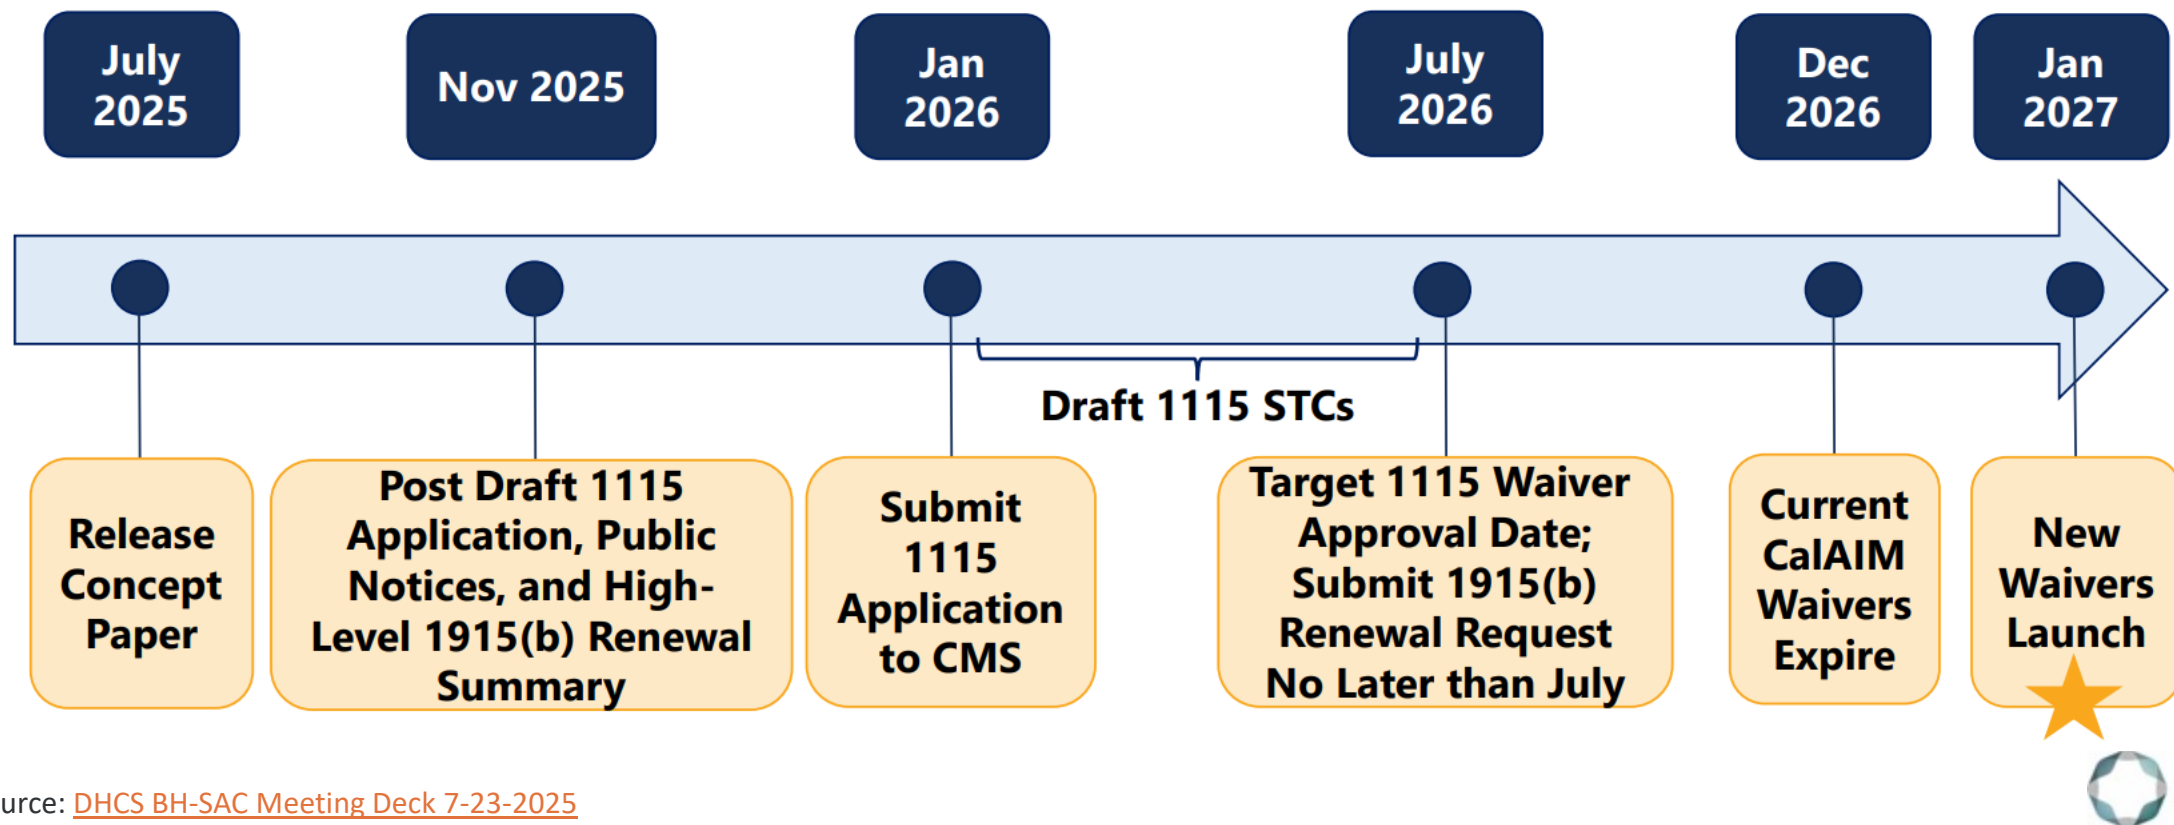 July
2025
Nov 2025
Jan
2026
July
2026
Dec
2026
Jan
2027
Draft 1115 STCs
Release
Concept
Paper
Post Draft 1115
Application, Public
Notices, and High-
Level 1915(b) Renewal
Summary
Submit
1115
Application
to CMS
Target 1115 Waiver
Approval Date;
Submit 1915(b)
Renewal Request
No Later than July
Current
CalAIM
Waivers
Expire
New
Waivers
Launch
urce: DHCS BH-SAC Meeting Deck 7-23-2025